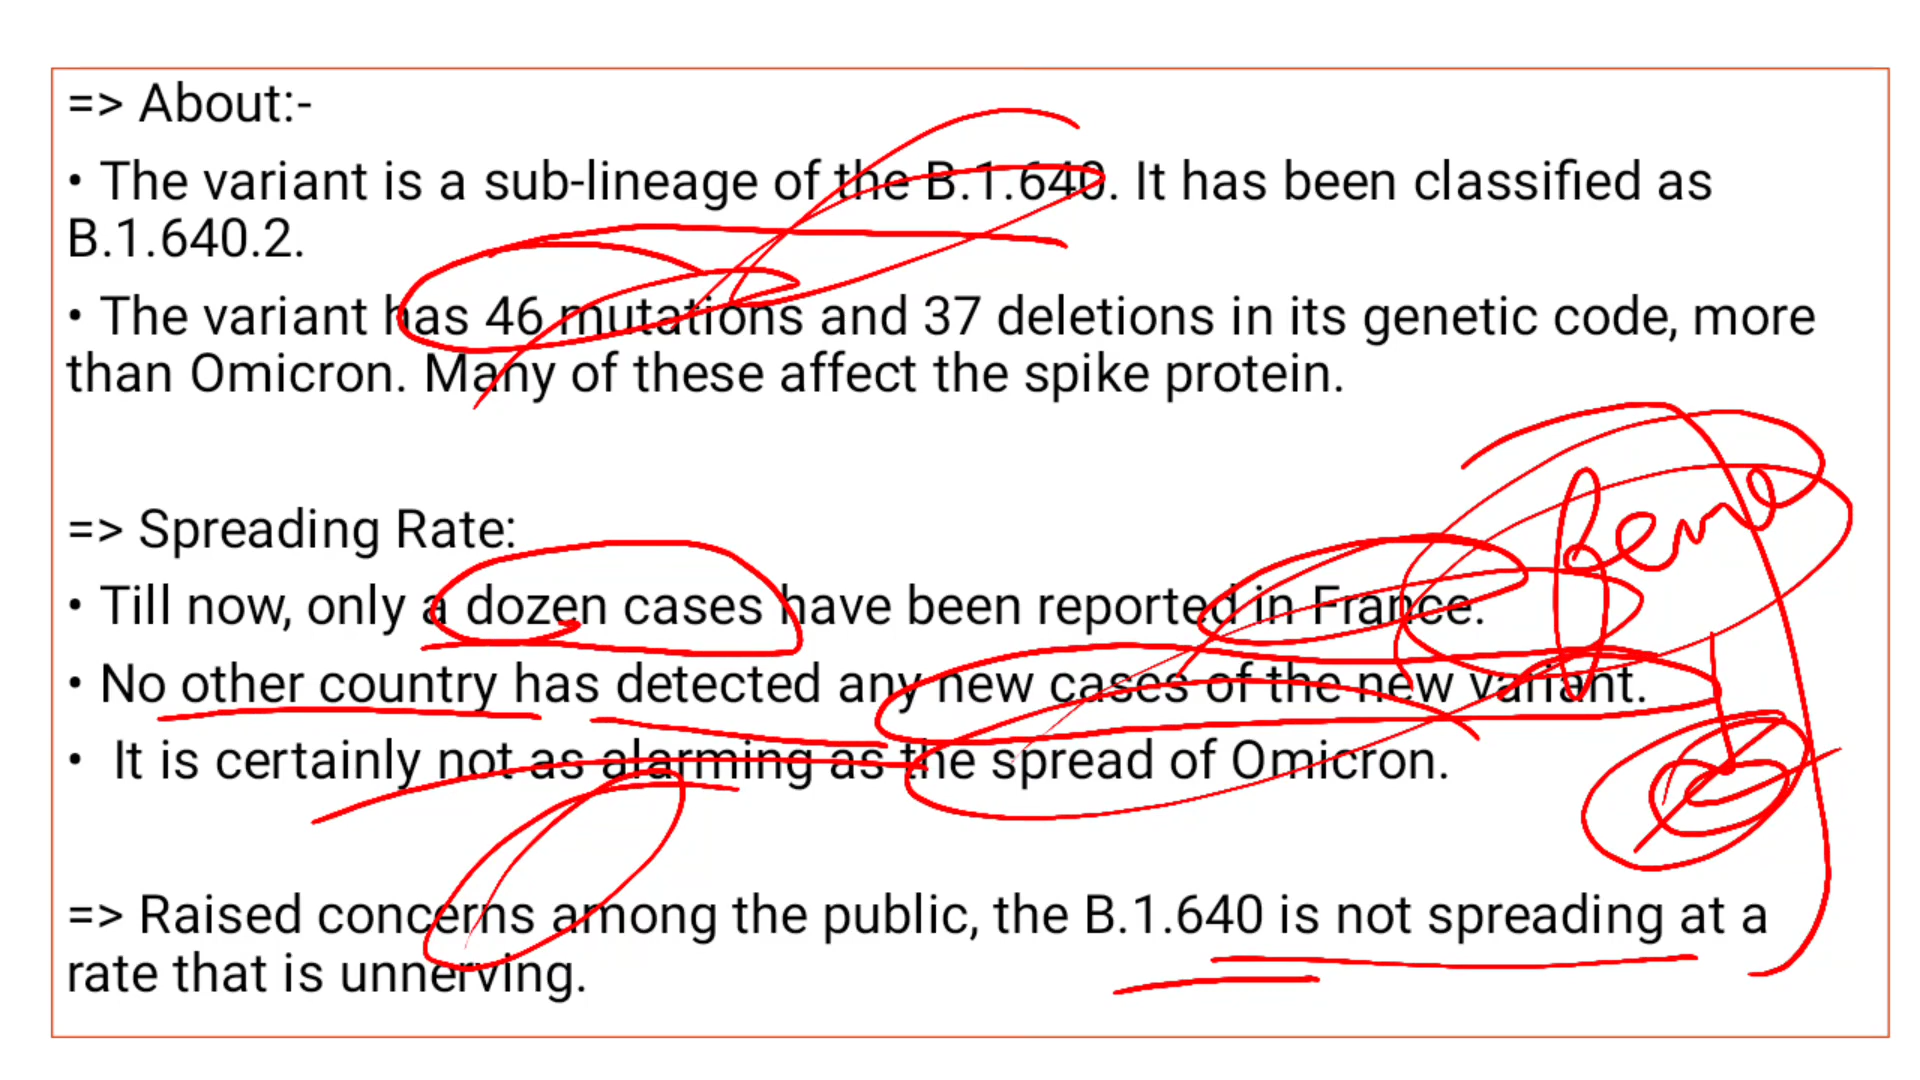 => About:-
• The variant is a sub-lineage of the B.1.640. It has been classified as
B.1.640.2.
• The variant has 46 mutations and 37 deletions in its genetic code, more
than Omicron. Many of these affect the spike protein.
=> Spreading Rate:
• Till now, only a dozen cases have been reported in France.
• No other country has detected any new cases of the new variant.
• It is certainly not as alarming as the spread of Omicron.
=> Raised concerns among the public, the B.1.640 is not spreading at a
rate that is unnerving.